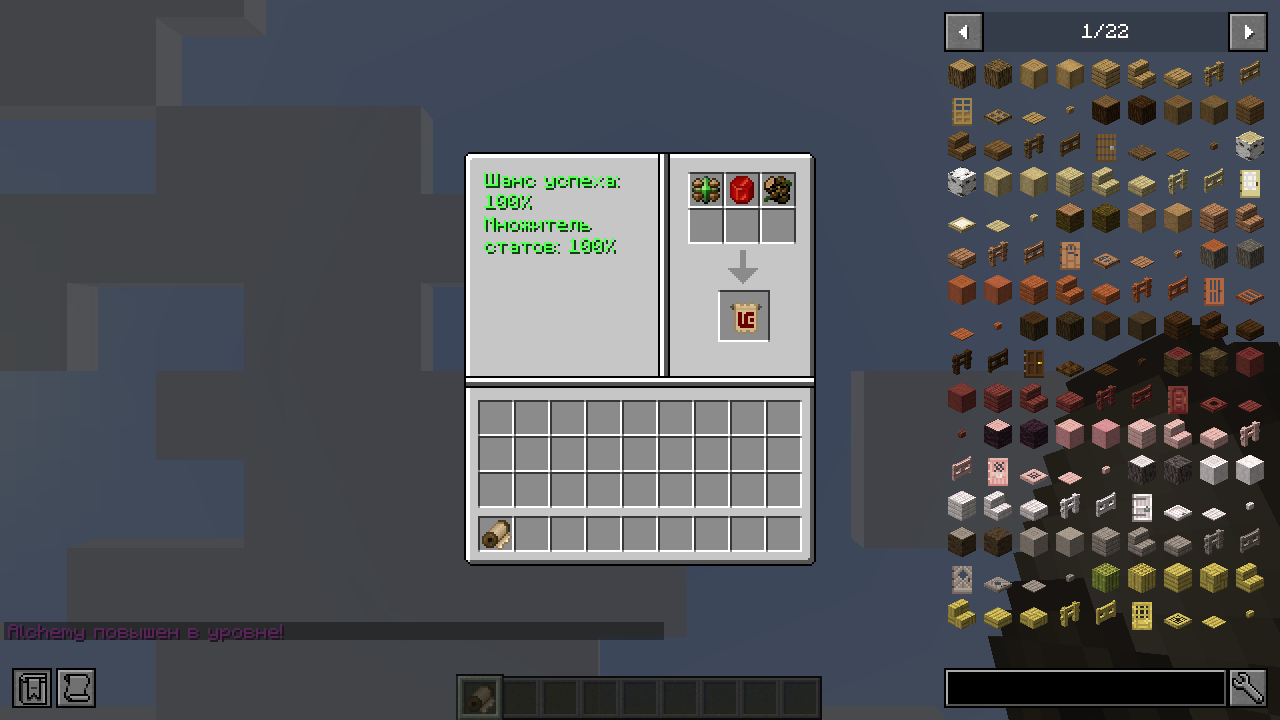 1/22
Шанс успеха:
100%
Множитель
статов: 100%
Alchemy повышен в уровне!